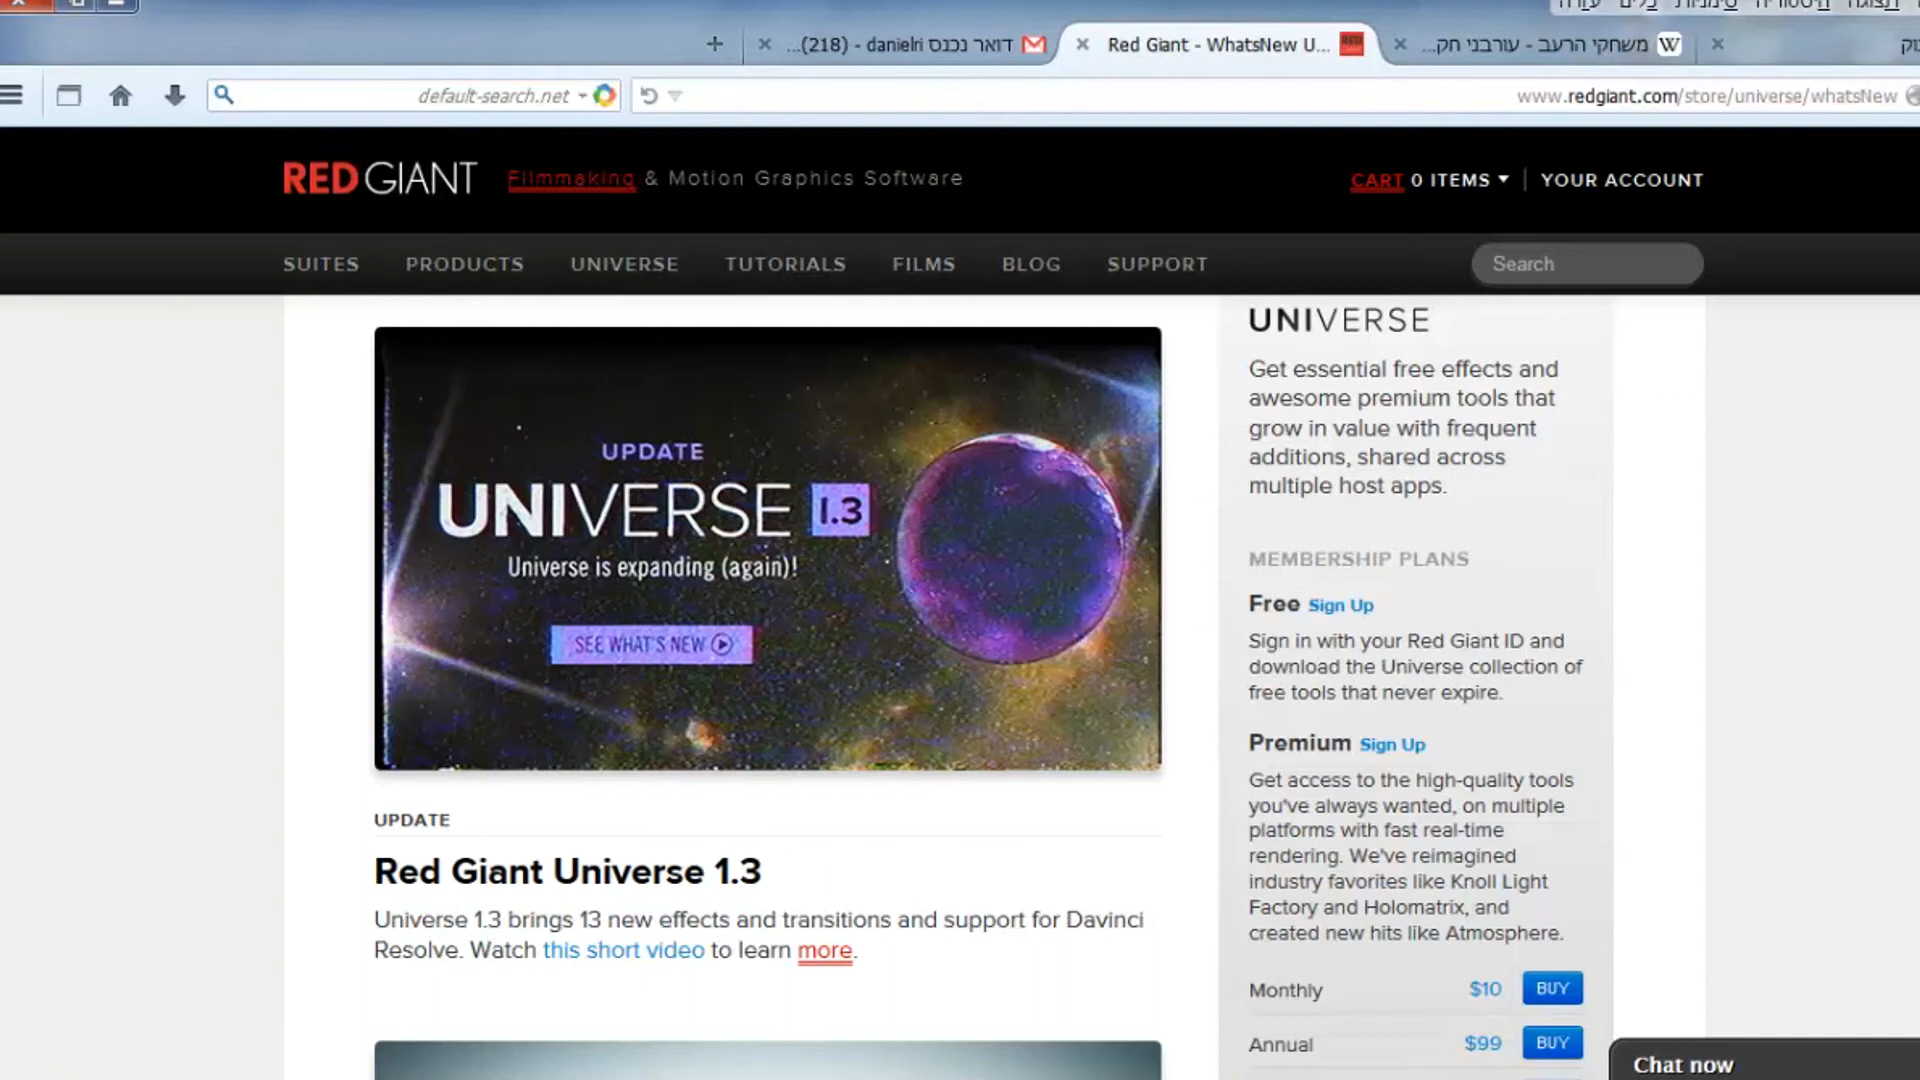 תצוגה היסטוריה סימניות כלים עזרה
דואר נכנס (218) - danielri...
Red Giant - WhatsNew U...
משחקי הרעב - עורבני חק...
default-search.net
www.redgiant.com/store/universe/whatsNew
RED GIANT
Filmmaking & Motion Graphics Software
CART 0 ITEMS
YOUR ACCOUNT
SUITES PRODUCTS UNIVERSE TUTORIALS FILMS BLOG SUPPORT
Search
UPDATE
UNIVERSE 1.3
Universe is expanding (again)!
SEE WHAT'S NEW
UPDATE
Red Giant Universe 1.3
Universe 1.3 brings 13 new effects and transitions and support for Davinci
Resolve. Watch this short video to learn more.
UNIVERSE
Get essential free effects and
awesome premium tools that
grow in value with frequent
additions, shared across
multiple host apps.
MEMBERSHIP PLANS
Free Sign Up
Sign in with your Red Giant ID and
download the Universe collection of
free tools that never expire.
Premium Sign Up
Get access to the high-quality tools
you've always wanted, on multiple
platforms with fast real-time
rendering. We've reimagined
industry favorites like Knoll Light
Factory and Holomatrix, and
created new hits like Atmosphere.
Monthly $10 BUY
Annual $99 BUY
Chat now